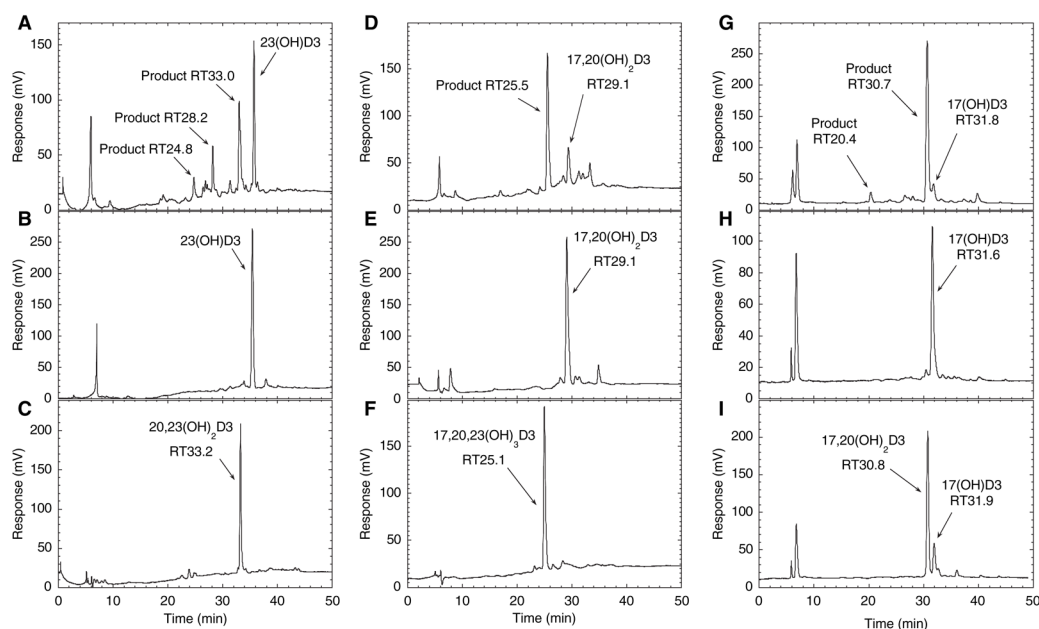 A
150
100
50
0
Response (mV)
23(OH)D3
Product RT33.0
Product RT28.2
Product RT24.8
B
250
200
150
100
50
0
Response (mV)
23(OH)D3
C
200
150
100
50
0
Response (mV)
20,23(OH)2D3
RT33.2
0 10 20 30 40 50
Time (min)
D
200
150
100
50
0
Response (mV)
17,20(OH)2D3
RT29.1
Product RT25.5
E
250
200
150
100
50
0
Response (mV)
17,20(OH)2D3
RT29.1
F
150
100
50
0
Response (mV)
17,20,23(OH)3D3
RT25.1
0 10 20 30 40 50
Time (min)
G
250
200
150
100
50
0
Response (mV)
Product
RT30.7
17(OH)D3
RT31.8
Product
RT20.4
H
100
80
60
40
20
0
Response (mV)
17(OH)D3
RT31.6
I
200
150
100
50
0
Response (mV)
17,20(OH)2D3
RT30.8
17(OH)D3
RT31.9
0 10 20 30 40 50
Time (min)